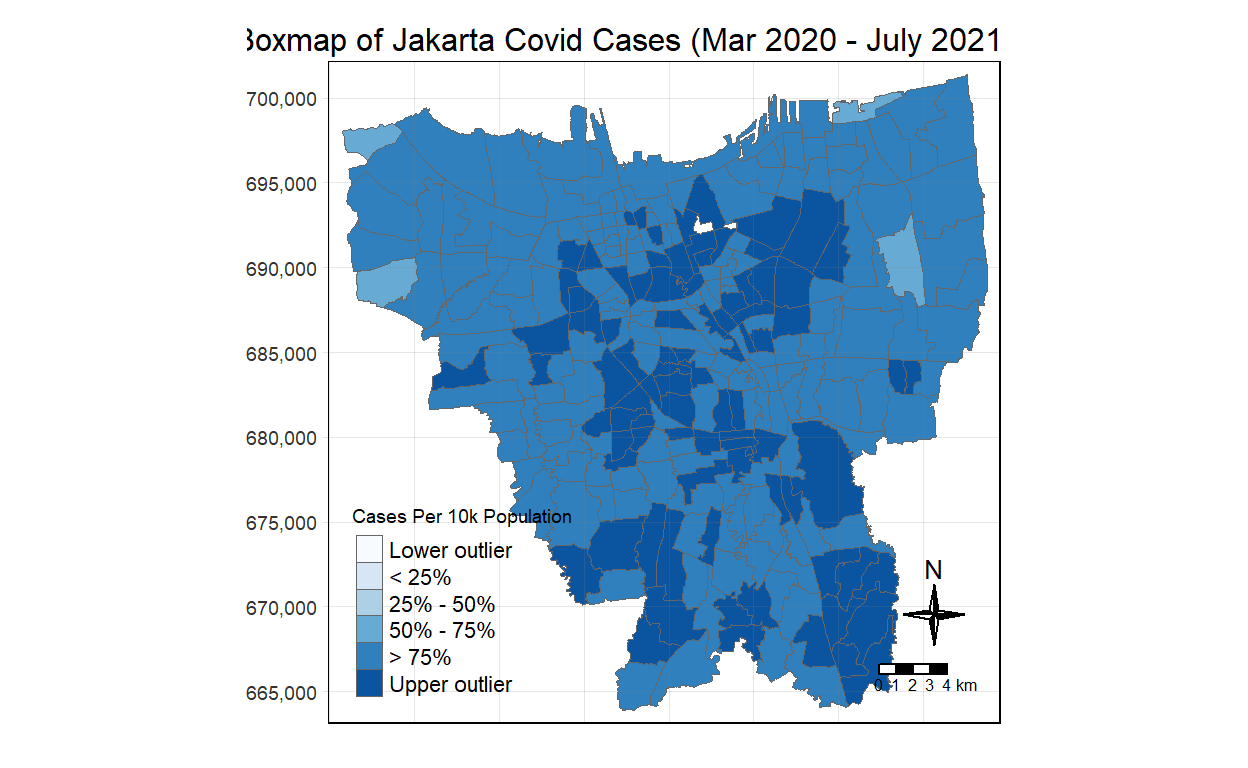 Boxmap of Jakarta Covid Cases (Mar 2020 - July 2021
700,000
695,000
690,000
685,000
680,000
675,000
670,000
665,000
Cases Per 10k Population
Lower outlier
< 25%
25% - 50%
50% - 75%
> 75%
Upper outlier
N
0 1 2 3 4 km